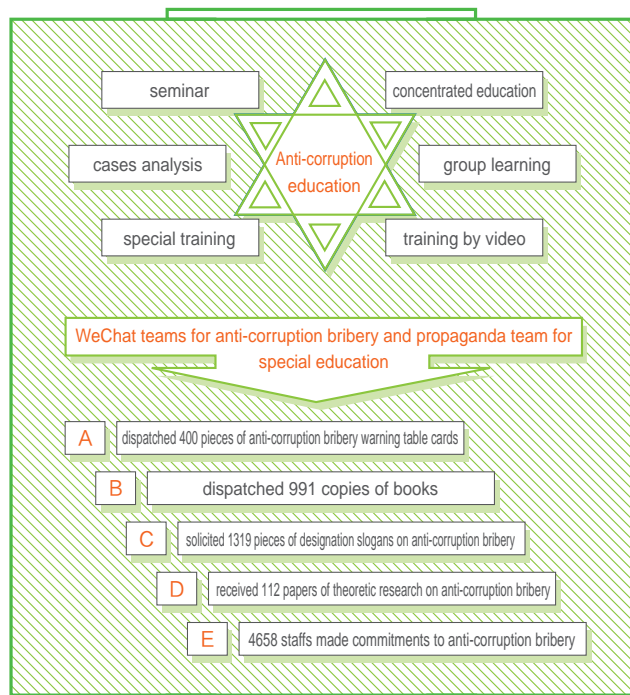 seminar
concentrated education
cases analysis
Anti-corruption
education
group learning
special training
training by video
WeChat teams for anti-corruption bribery and propaganda team for
special education
A dispatched 400 pieces of anti-corruption bribery warning table cards
B dispatched 991 copies of books
C solicited 1319 pieces of designation slogans on anti-corruption bribery
D received 112 papers of theoretic research on anti-corruption bribery
E 4658 staffs made commitments to anti-corruption bribery